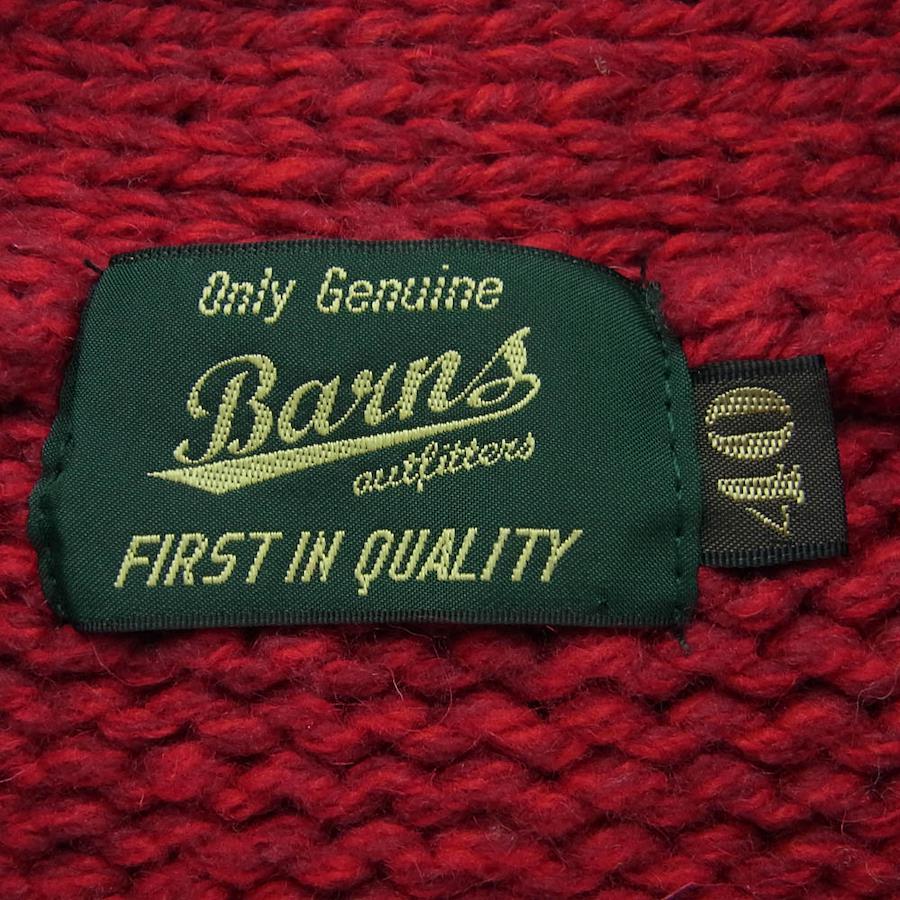 Only Genuine
Barns
outfitters
FIRST IN QUALITY
40